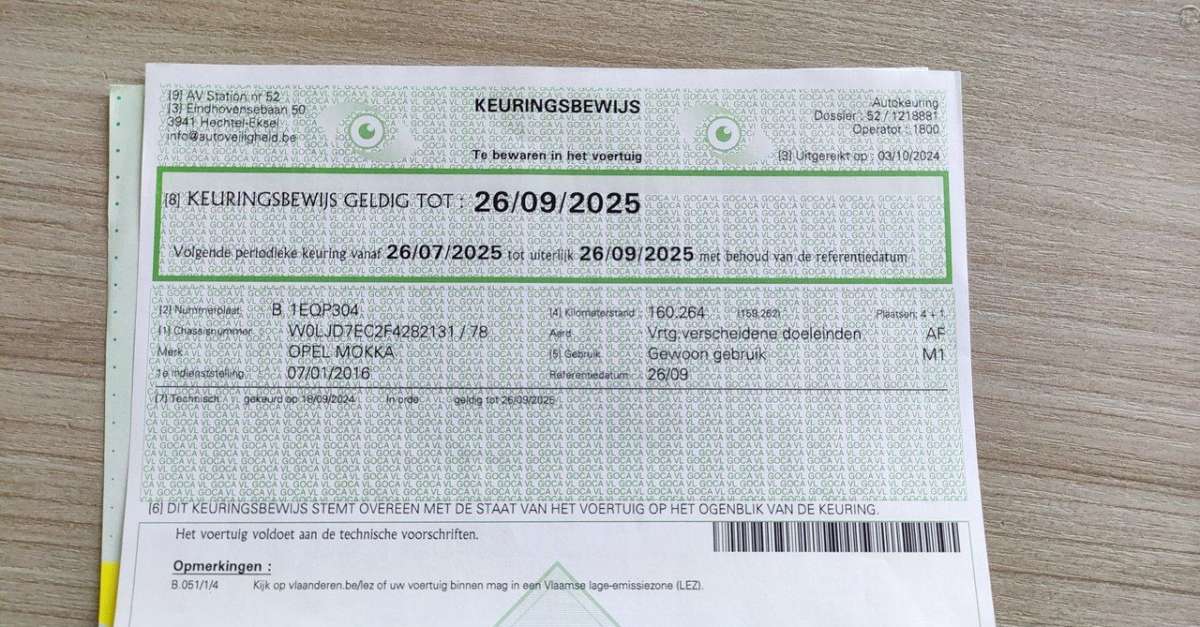 [9] AV Station nr 52
[3] Eindhovensebaan 50
3941 Hechtel-Eksel
info@autoveiligheid.be
KEURINGSBEWIJS
Te bewaren in het voertuig
Autokeuring
Dossier : 52 / 1218881
Operator : 1800
[3] Uitgereikt op : 03/10/2024
[8] KEURINGSBEWIJS GELDIG TOT : 26/09/2025
Volgende periodieke keuring vanaf 26/07/2025 tot uiterlijk 26/09/2025 met behoud van de referentiedatum
[2] Nummerplaat B 1EQP304 [4] Kilometerstand : 160.264 (159.262) Plaatsen: 4 + 1
[1] Chassisnummer W0LJD7EC2F4282131 / 78 Aard Vrtg.verscheidene doeleinden AF
Merk OPEL MOKKA [5] Gebruik Gewoon gebruik M1
1e indienststelling 07/01/2016 Referentiedatum 26/09
[7] Technisch gekeurd op 18/09/2024 In orde geldig tot 26/09/2025
[6] DIT KEURINGSBEWIJS STEMT OVEREEN MET DE STAAT VAN HET VOERTUIG OP HET OGENBLIK VAN DE KEURING.
Het voertuig voldoet aan de technische voorschriften.
Opmerkingen :
B.051/1/4 Kijk op vlaanderen.be/lez of uw voertuig binnen mag in een Vlaamse lage-emissiezone (LEZ).